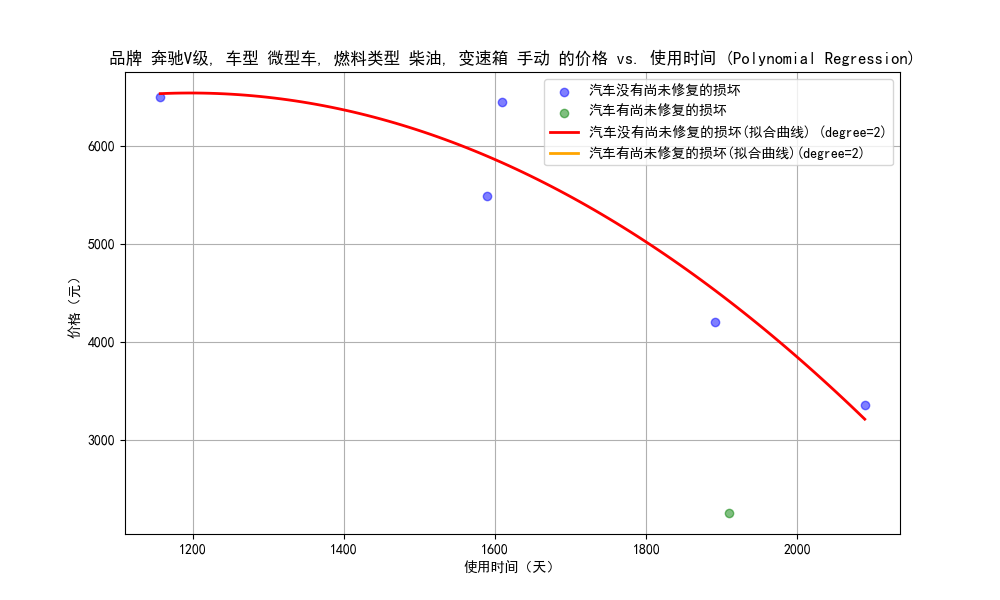 品牌 奔驰V级, 车型 微型车, 燃料类型 柴油, 变速箱 手动 的价格 vs. 使用时间 (Polynomial Regression)
汽车没有尚未修复的损坏
汽车有尚未修复的损坏
汽车没有尚未修复的损坏(拟合曲线) (degree=2)
汽车有尚未修复的损坏(拟合曲线)(degree=2)
价格（元）
6000
5000
4000
3000
1200
1400
1600
1800
2000
使用时间（天）